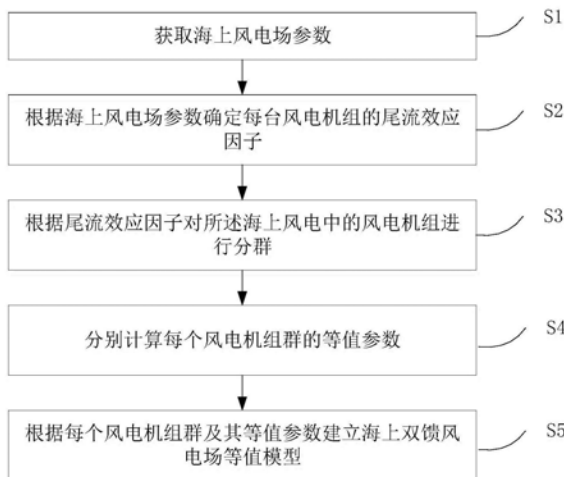 获取海上风电场参数
S1
根据海上风电场参数确定每台风电机组的尾流效应
因子
S2
根据尾流效应因子对所述海上风电中的风电机组进
行分群
S3
分别计算每个风电机组群的等值参数
S4
根据每个风电机组群及其等值参数建立海上双馈风
电场等值模型
S5